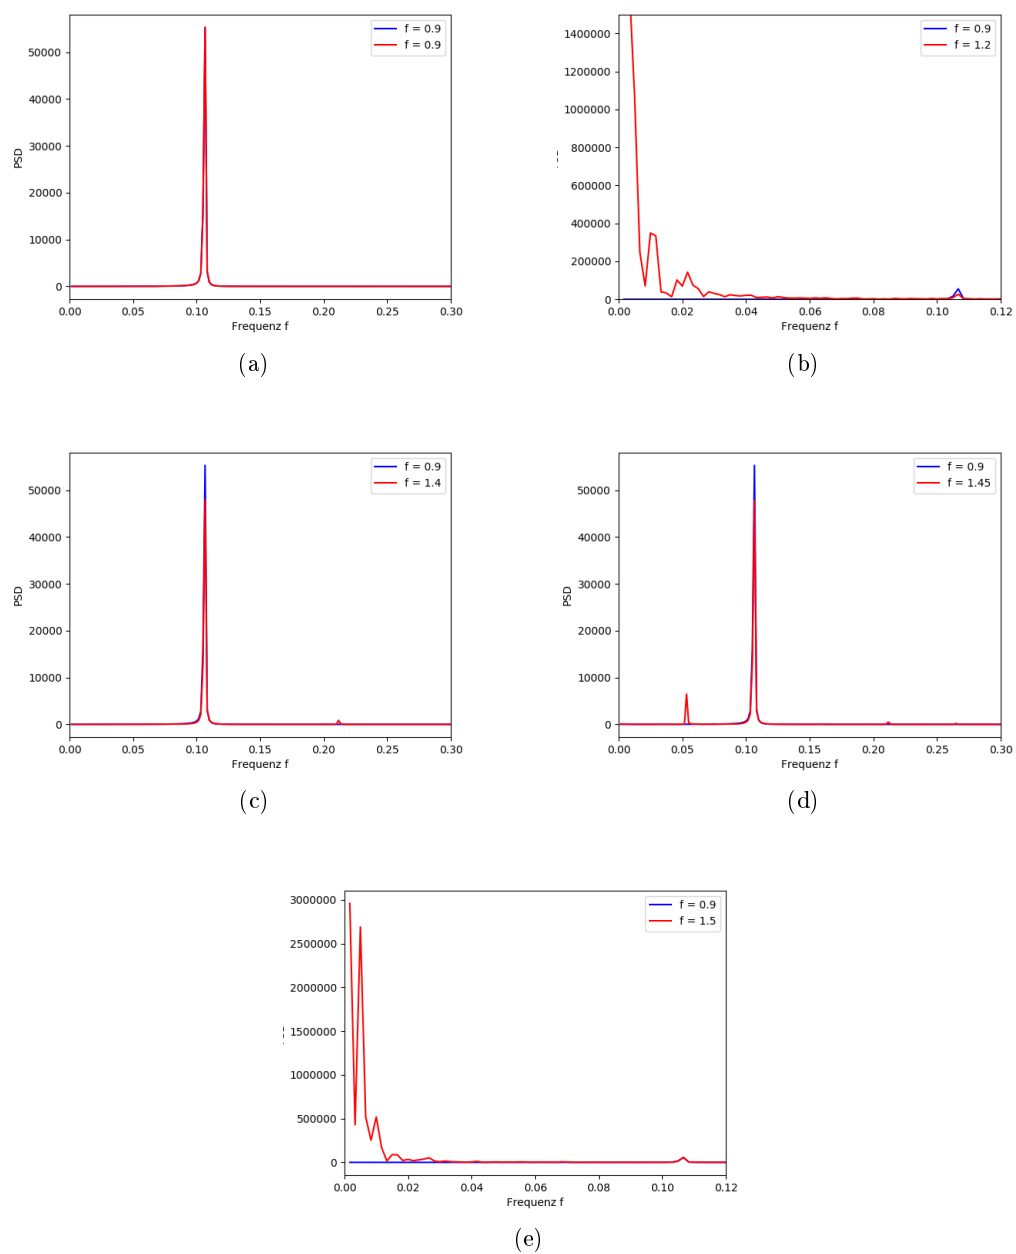 f = 0.9
f = 0.9
50000
40000
30000
20000
10000
0
PSD
0.00 0.05 0.10 0.15 0.20 0.25 0.30
Frequenz f
(a)
f = 0.9
f = 1.2
1400000
1200000
1000000
800000
600000
400000
200000
0
0.00 0.02 0.04 0.06 0.08 0.10 0.12
Frequenz f
(b)
f = 0.9
f = 1.4
50000
40000
30000
20000
10000
0
PSD
0.00 0.05 0.10 0.15 0.20 0.25 0.30
Frequenz f
(c)
f = 0.9
f = 1.45
50000
40000
30000
20000
10000
0
PSD
0.00 0.05 0.10 0.15 0.20 0.25 0.30
Frequenz f
(d)
f = 0.9
f = 1.5
3000000
2500000
2000000
1500000
1000000
500000
0
0.00 0.02 0.04 0.06 0.08 0.10 0.12
Frequenz f
(e)